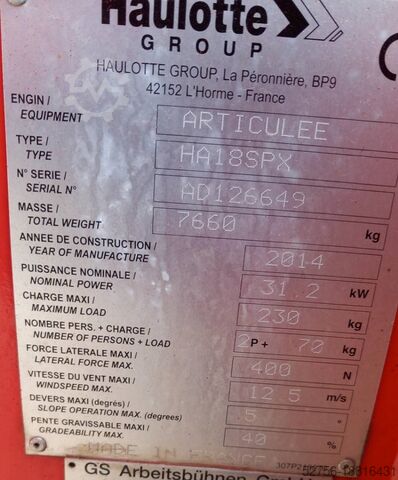 Haulotte
GROUP
HAULOTTE GROUP, La Péronnière, BP9
42152 L'Horme - France
ENGIN / EQUIPMENT ARTICULEE
TYPE / TYPE HA18SPX
N° SERIE / SERIAL N° AD126649
MASSE / TOTAL WEIGHT 7660 kg
ANNEE DE CONSTRUCTION / YEAR OF MANUFACTURE 2014
PUISSANCE NOMINALE / NOMINAL POWER 31.2 kW
CHARGE MAXI / MAXIMUM LOAD 230 kg
NOMBRE PERS. + CHARGE / NUMBER OF PERSONS + LOAD 2P+ 70 kg
FORCE LATERALE MAXI / LATERAL FORCE MAX. 400 N
VITESSE DU VENT MAXI / WINDSPEED MAX. 12.5 m/s
DEVERS MAXI (degrés) / SLOPE OPERATION MAX. (degree) 5 °
PENTE GRAVISSABLE MAXI / GRADEABILITY MAX. 40 %
MADE IN FRANCE
GS Arbeitsbühnen
52756-18816431